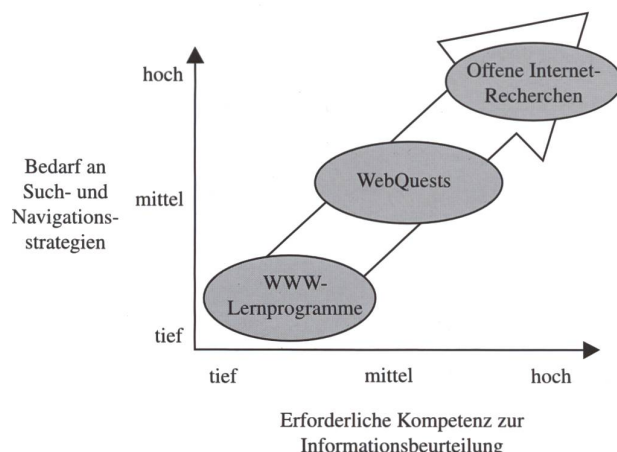 hoch
Offene Internet-
Recherchen
Bedarf an
Such- und
Navigations-
strategien
mittel
WebQuests
WWW-
Lernprogramme
tief
tief
mittel
hoch
Erforderliche Kompetenz zur
Informationsbeurteilung